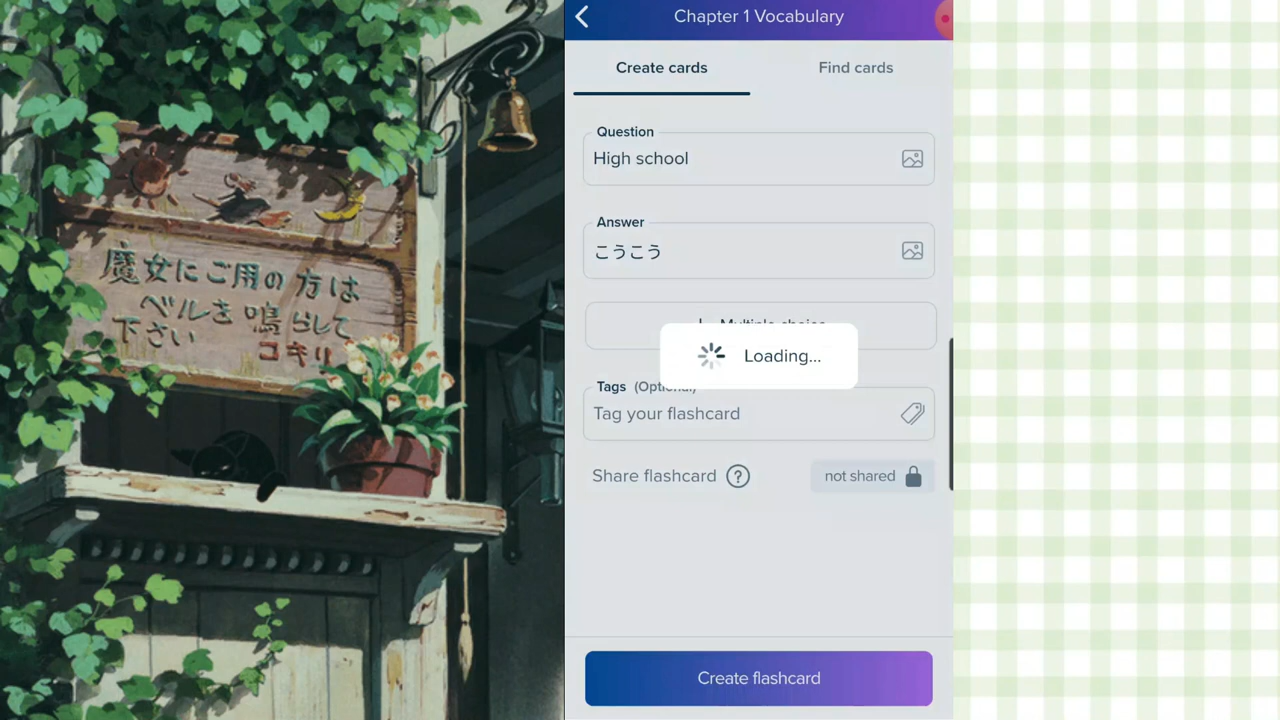 魔女にご用の方は
ベルを鳴らして
下さい
コキリ
Chapter 1 Vocabulary
Create cards
Find cards
Question
High school
Answer
こうこう
Multiple choice
Loading...
Tags (Optional)
Tag your flashcard
Share flashcard ?
not shared
Create flashcard